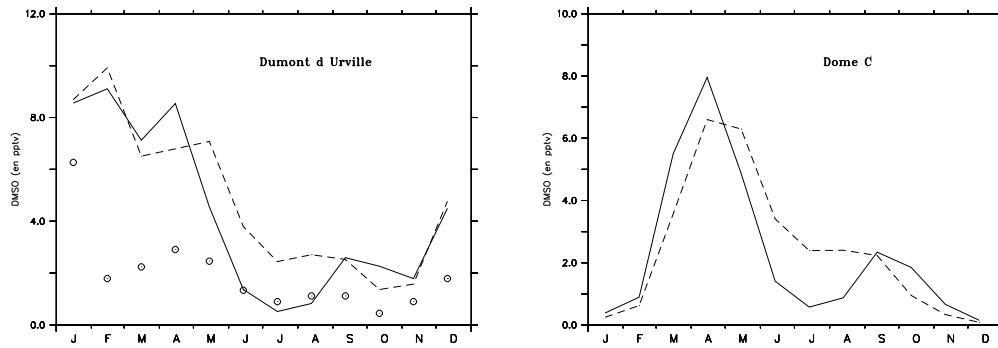 12.0
8.0
4.0
0.0
DMSO (en pptv)
Dumont d Urville
J F M A M J J A S O N D
10.0
8.0
6.0
4.0
2.0
0.0
DMSO (en pptv)
Dome C
J F M A M J J A S O N D